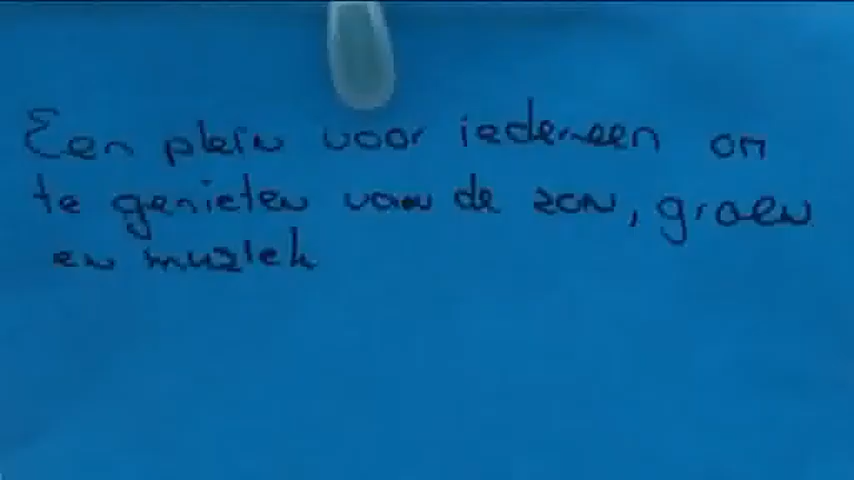 Een plein voor iedereen om
te genieten van de zon, groen
en muziek